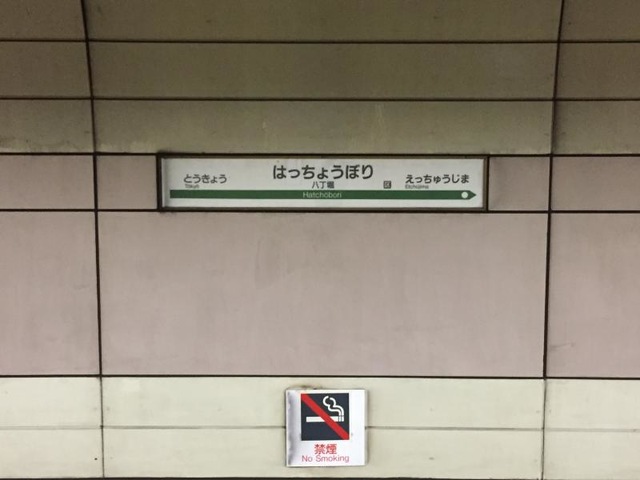 はっちょうぼり
とうきょう 八丁堀 区 えっちゅうじま
Tōkyō Hatchōbori Etchūjima
禁煙
No Smoking